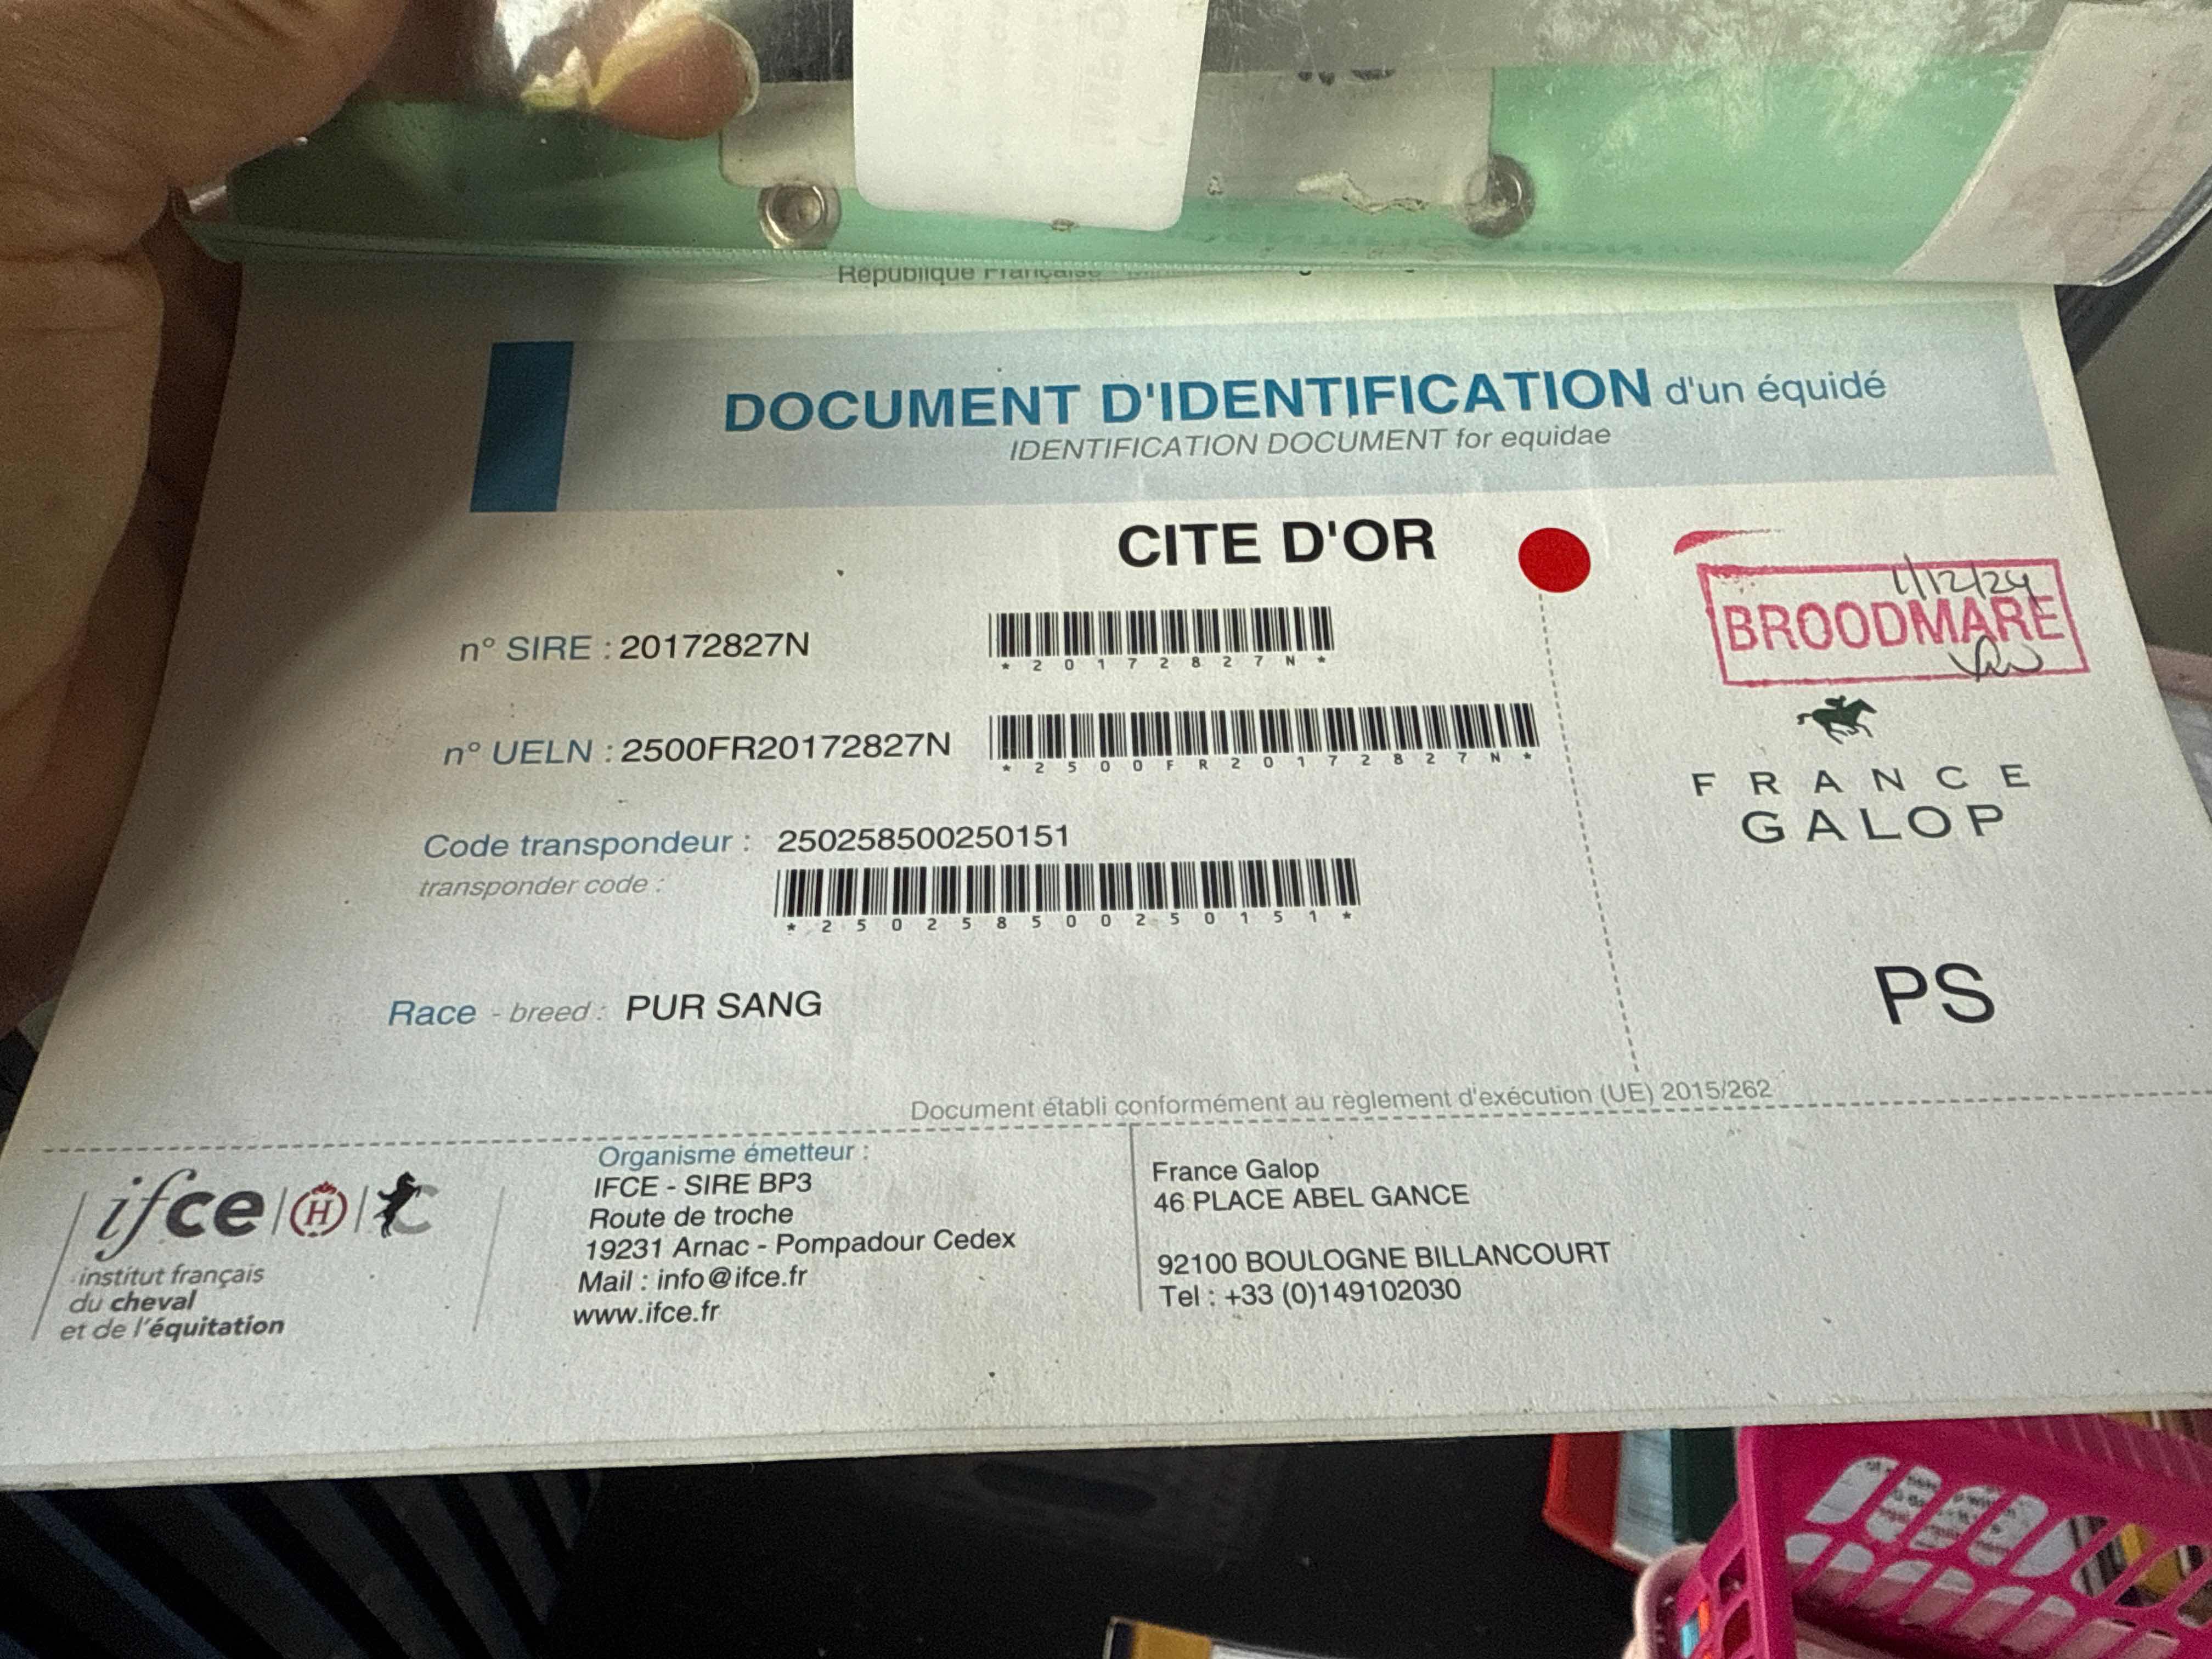 République Française
DOCUMENT D'IDENTIFICATION d'un équidé
IDENTIFICATION DOCUMENT for equidae
CITE D'OR
1/12/24
BROODMARE
n° SIRE : 20172827N
*20172827N*
n° UELN : 2500FR20172827N
*2500FR20172827N*
FRANCE
GALOP
Code transpondeur : 250258500250151
transponder code :
*250258500250151*
PS
Race - breed : PUR SANG
Document établi conformément au règlement d'exécution (UE) 2015/262
ifce | H | C
institut français
du cheval
et de l'équitation
Organisme émetteur :
IFCE - SIRE BP3
Route de troche
19231 Arnac - Pompadour Cedex
Mail : info@ifce.fr
www.ifce.fr
France Galop
46 PLACE ABEL GANCE
92100 BOULOGNE BILLANCOURT
Tel : +33 (0)149102030